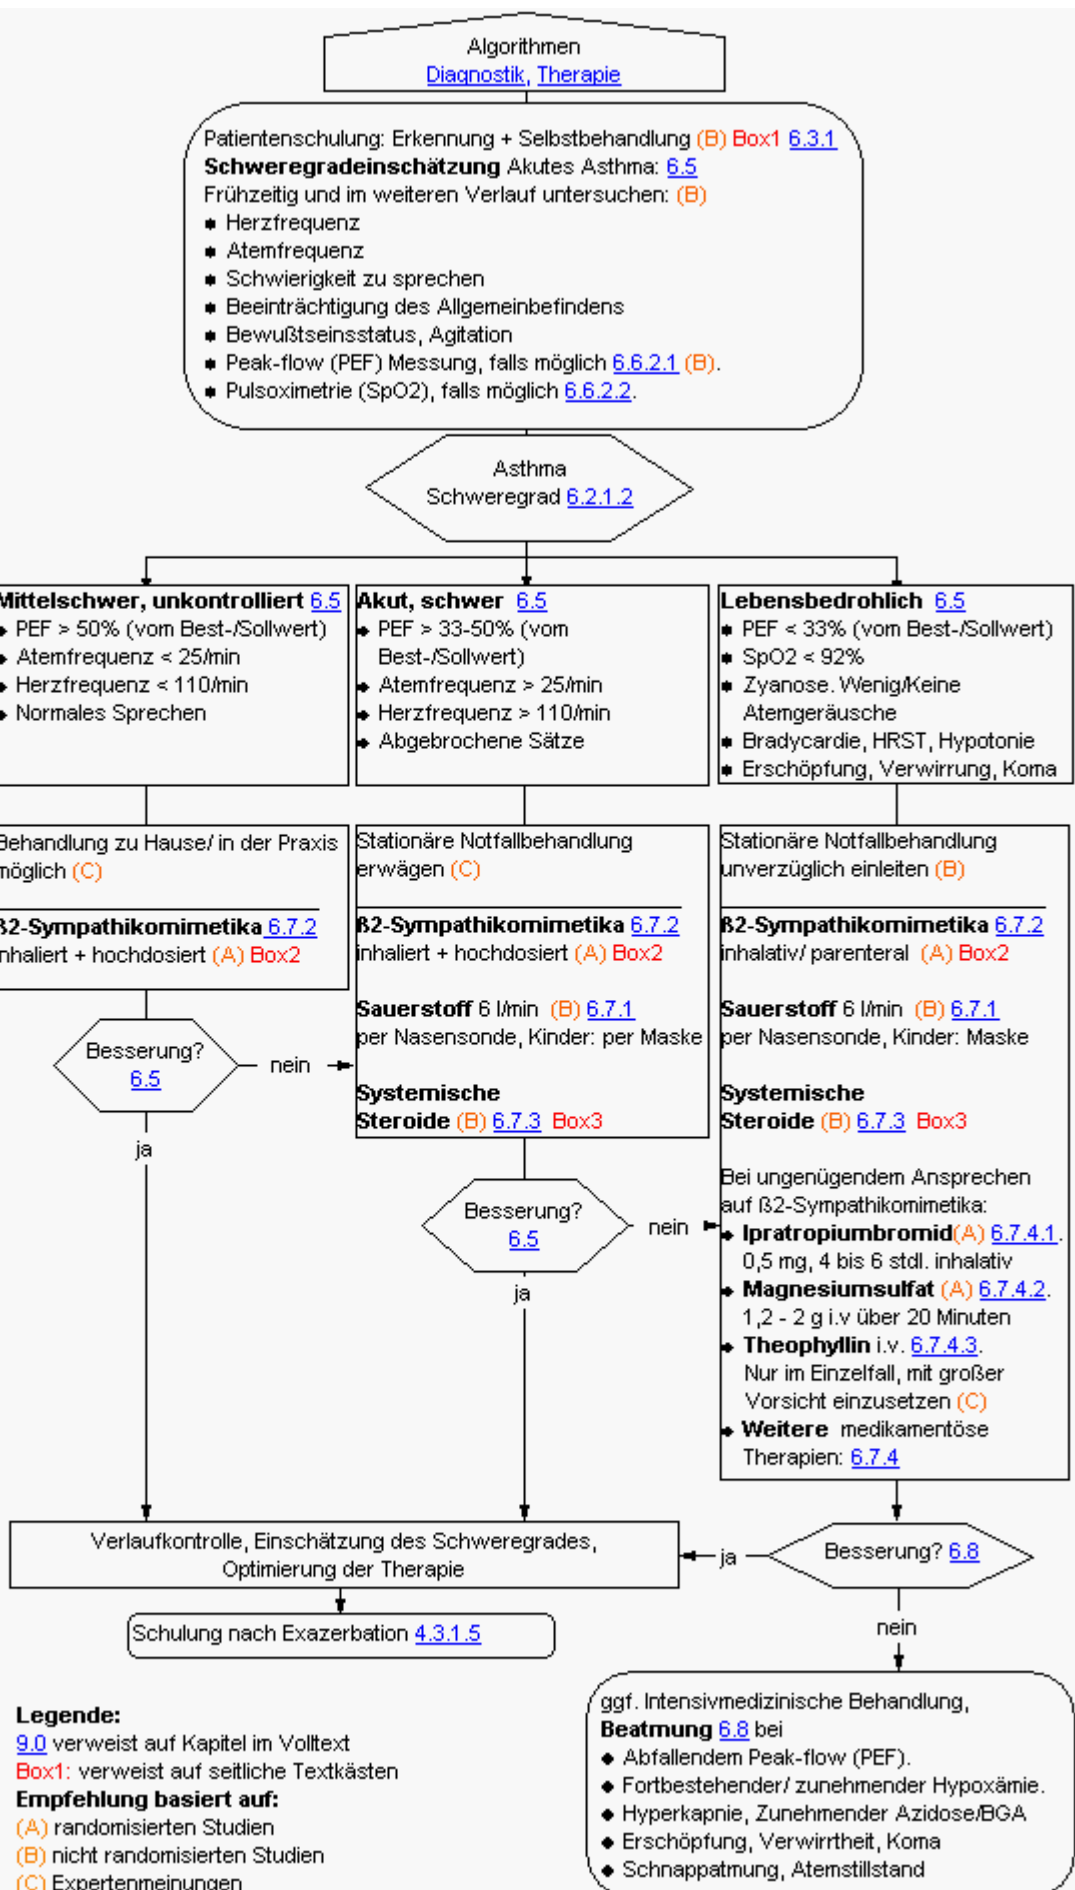 Algorithmen
Diagnostik, Therapie
Patientenschulung: Erkennung + Selbstbehandlung (B) Box1 6.3.1
Schweregradeinschätzung Akutes Asthma: 6.5
Frühzeitig und im weiteren Verlauf untersuchen: (B)
Herzfrequenz
Atemfrequenz
Schwierigkeit zu sprechen
Beeinträchtigung des Allgemeinbefindens
Bewußtseinsstatus, Agitation
Peak-flow (PEF) Messung, falls möglich 6.6.2.1 (B).
Pulsoximetrie (SpO2), falls möglich 6.6.2.2.
Asthma
Schweregrad 6.2.1.2
Mittelschwer, unkontrolliert 6.5
PEF > 50% (vom Best-/Sollwert)
Atemfrequenz < 25/min
Herzfrequenz < 110/min
Normales Sprechen
Behandlung zu Hause/ in der Praxis
möglich (C)
ß2-Sympathikomimetika 6.7.2
inhaliert + hochdosiert (A) Box2
Besserung?
6.5
nein
ja
Akut, schwer 6.5
PEF > 33-50% (vom
Best-/Sollwert)
Atemfrequenz > 25/min
Herzfrequenz > 110/min
Abgebrochene Sätze
Stationäre Notfallbehandlung
erwägen (C)
ß2-Sympathikomimetika 6.7.2
inhaliert + hochdosiert (A) Box2
Sauerstoff 6 l/min (B) 6.7.1
per Nasensonde, Kinder: per Maske
Systemische
Steroide (B) 6.7.3 Box3
Besserung?
6.5
nein
ja
Lebensbedrohlich 6.5
PEF < 33% (vom Best-/Sollwert)
SpO2 < 92%
Zyanose. Wenig/Keine
Atemgeräusche
Bradycardie, HRST, Hypotonie
Erschöpfung, Verwirrung, Koma
Stationäre Notfallbehandlung
unverzüglich einleiten (B)
ß2-Sympathikomimetika 6.7.2
inhalativ/ parenteral (A) Box2
Sauerstoff 6 l/min (B) 6.7.1
per Nasensonde, Kinder: Maske
Systemische
Steroide (B) 6.7.3 Box3
Bei ungenügendem Ansprechen
auf ß2-Sympathikomimetika:
Ipratropiumbromid(A) 6.7.4.1.
0,5 mg, 4 bis 6 stdl. inhalativ
Magnesiumsulfat (A) 6.7.4.2.
1,2 - 2 g i.v über 20 Minuten
Theophyllin i.v. 6.7.4.3.
Nur im Einzelfall, mit großer
Vorsicht einzusetzen (C)
Weitere medikamentöse
Therapien: 6.7.4
Verlaufkontrolle, Einschätzung des Schweregrades,
Optimierung der Therapie
ja
Besserung? 6.8
nein
Schulung nach Exazerbation 4.3.1.5
ggf. Intensivmedizinische Behandlung,
Beatmung 6.8 bei
Abfallendem Peak-flow (PEF).
Fortbestehender/ zunehmender Hypoxämie.
Hyperkapnie, Zunehmender Azidose/BGA
Erschöpfung, Verwirrtheit, Koma
Schnappatmung, Atemstillstand
Legende:
9.0 verweist auf Kapitel im Volltext
Box1: verweist auf seitliche Textkästen
Empfehlung basiert auf:
(A) randomisierten Studien
(B) nicht randomisierten Studien
(C) Expertenmeinungen